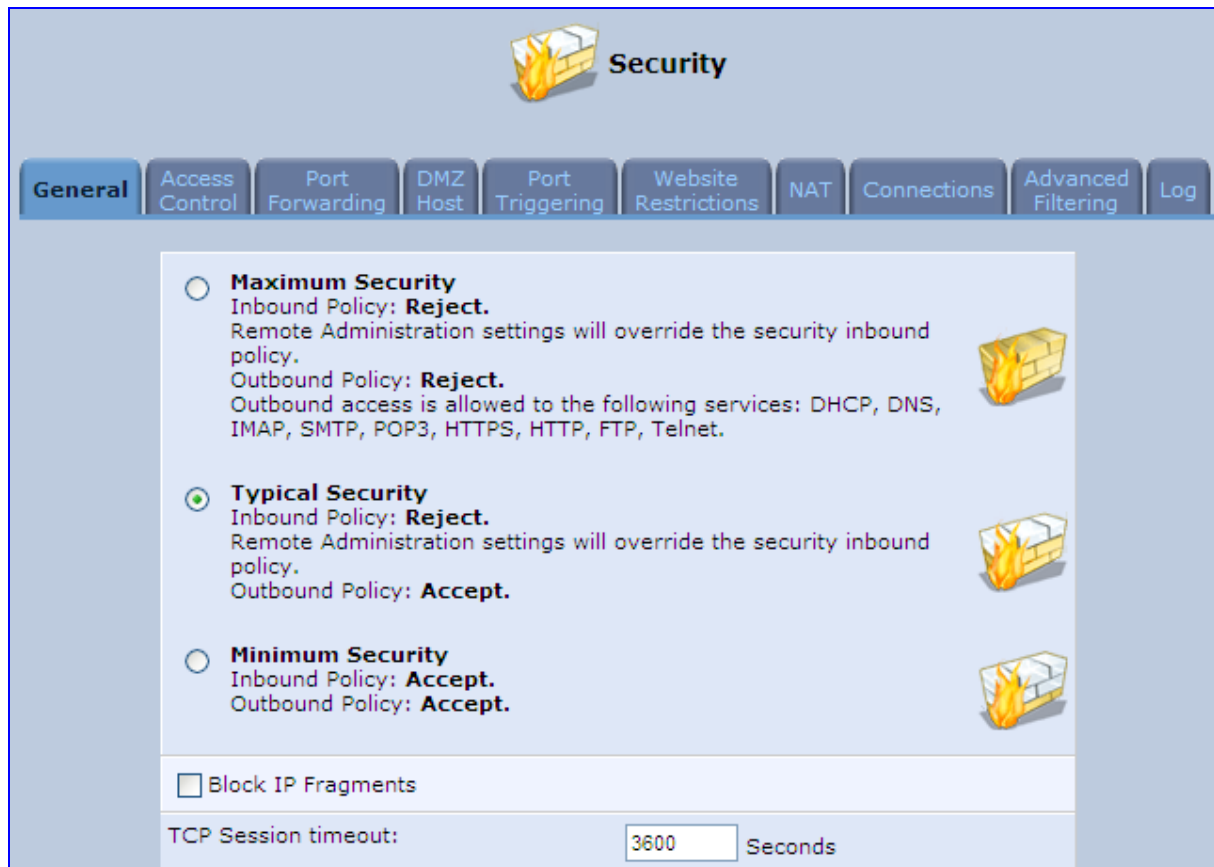 Security
General
Access Control
Port Forwarding
DMZ Host
Port Triggering
Website Restrictions
NAT
Connections
Advanced Filtering
Log
Maximum Security
Inbound Policy: Reject.
Remote Administration settings will override the security inbound
policy.
Outbound Policy: Reject.
Outbound access is allowed to the following services: DHCP, DNS,
IMAP, SMTP, POP3, HTTPS, HTTP, FTP, Telnet.
Typical Security
Inbound Policy: Reject.
Remote Administration settings will override the security inbound
policy.
Outbound Policy: Accept.
Minimum Security
Inbound Policy: Accept.
Outbound Policy: Accept.
Block IP Fragments
TCP Session timeout: 3600 Seconds